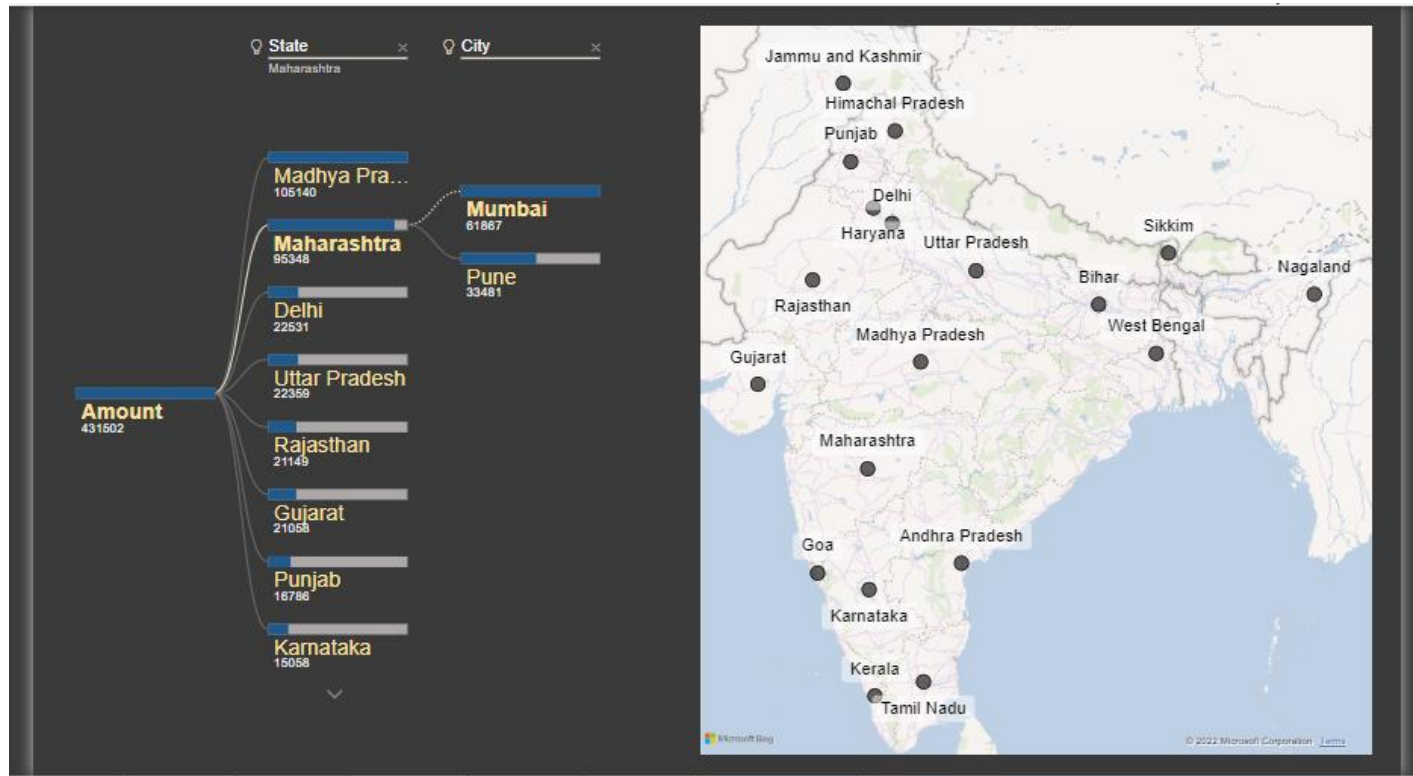 State
Maharashtra
City
Madhya Pra...
105140
Maharashtra
95348
Delhi
22531
Uttar Pradesh
22359
Rajasthan
21149
Gujarat
21058
Punjab
16786
Karnataka
15058
Amount
431502
Mumbai
61867
Pune
33481
Jammu and Kashmir
Himachal Pradesh
Punjab
Delhi
Haryana
Uttar Pradesh
Sikkim
Nagaland
Bihar
Rajasthan
West Bengal
Madhya Pradesh
Gujarat
Maharashtra
Andhra Pradesh
Goa
Karnataka
Kerala
Tamil Nadu
Microsoft Bing
© 2022 Microsoft Corporation Terms